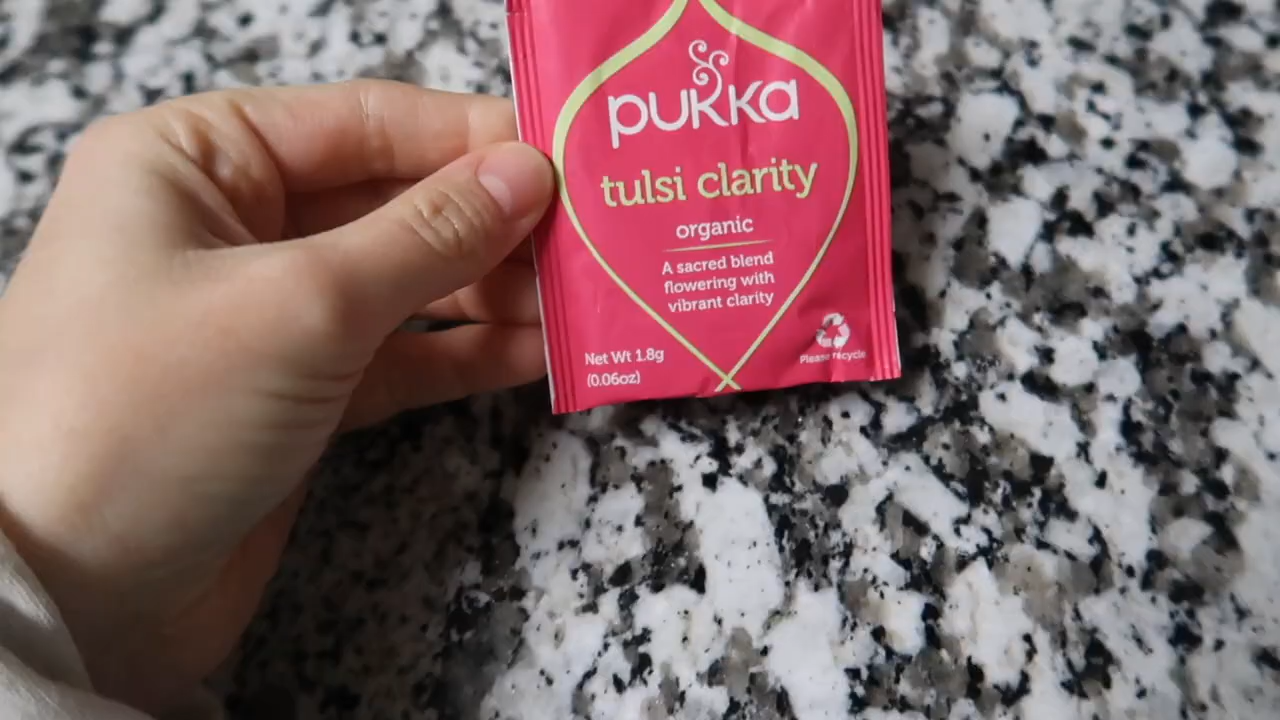 pukka
tulsi clarity
organic
A sacred blend
flowering with
vibrant clarity
Net Wt 1.8g
(0.06oz)
Please recycle